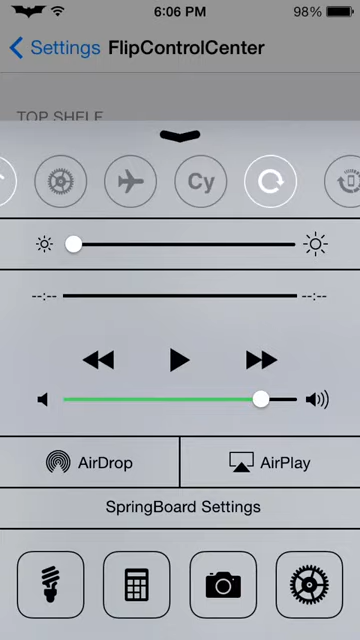 6:06 PM
98%
Settings FlipControlCenter
TOP SHELF
Cy
--:-- --:--
AirDrop AirPlay
SpringBoard Settings